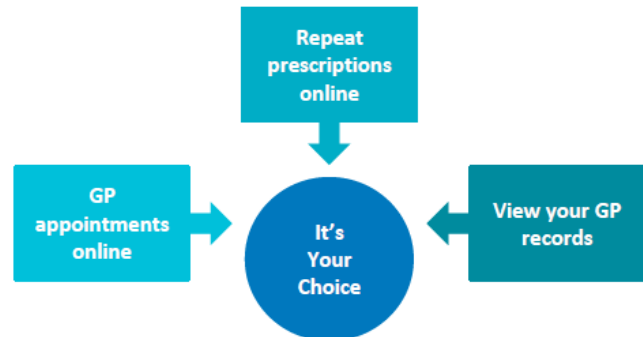 Repeat
prescriptions
online
GP
appointments
online
It's
Your
Choice
View your GP
records